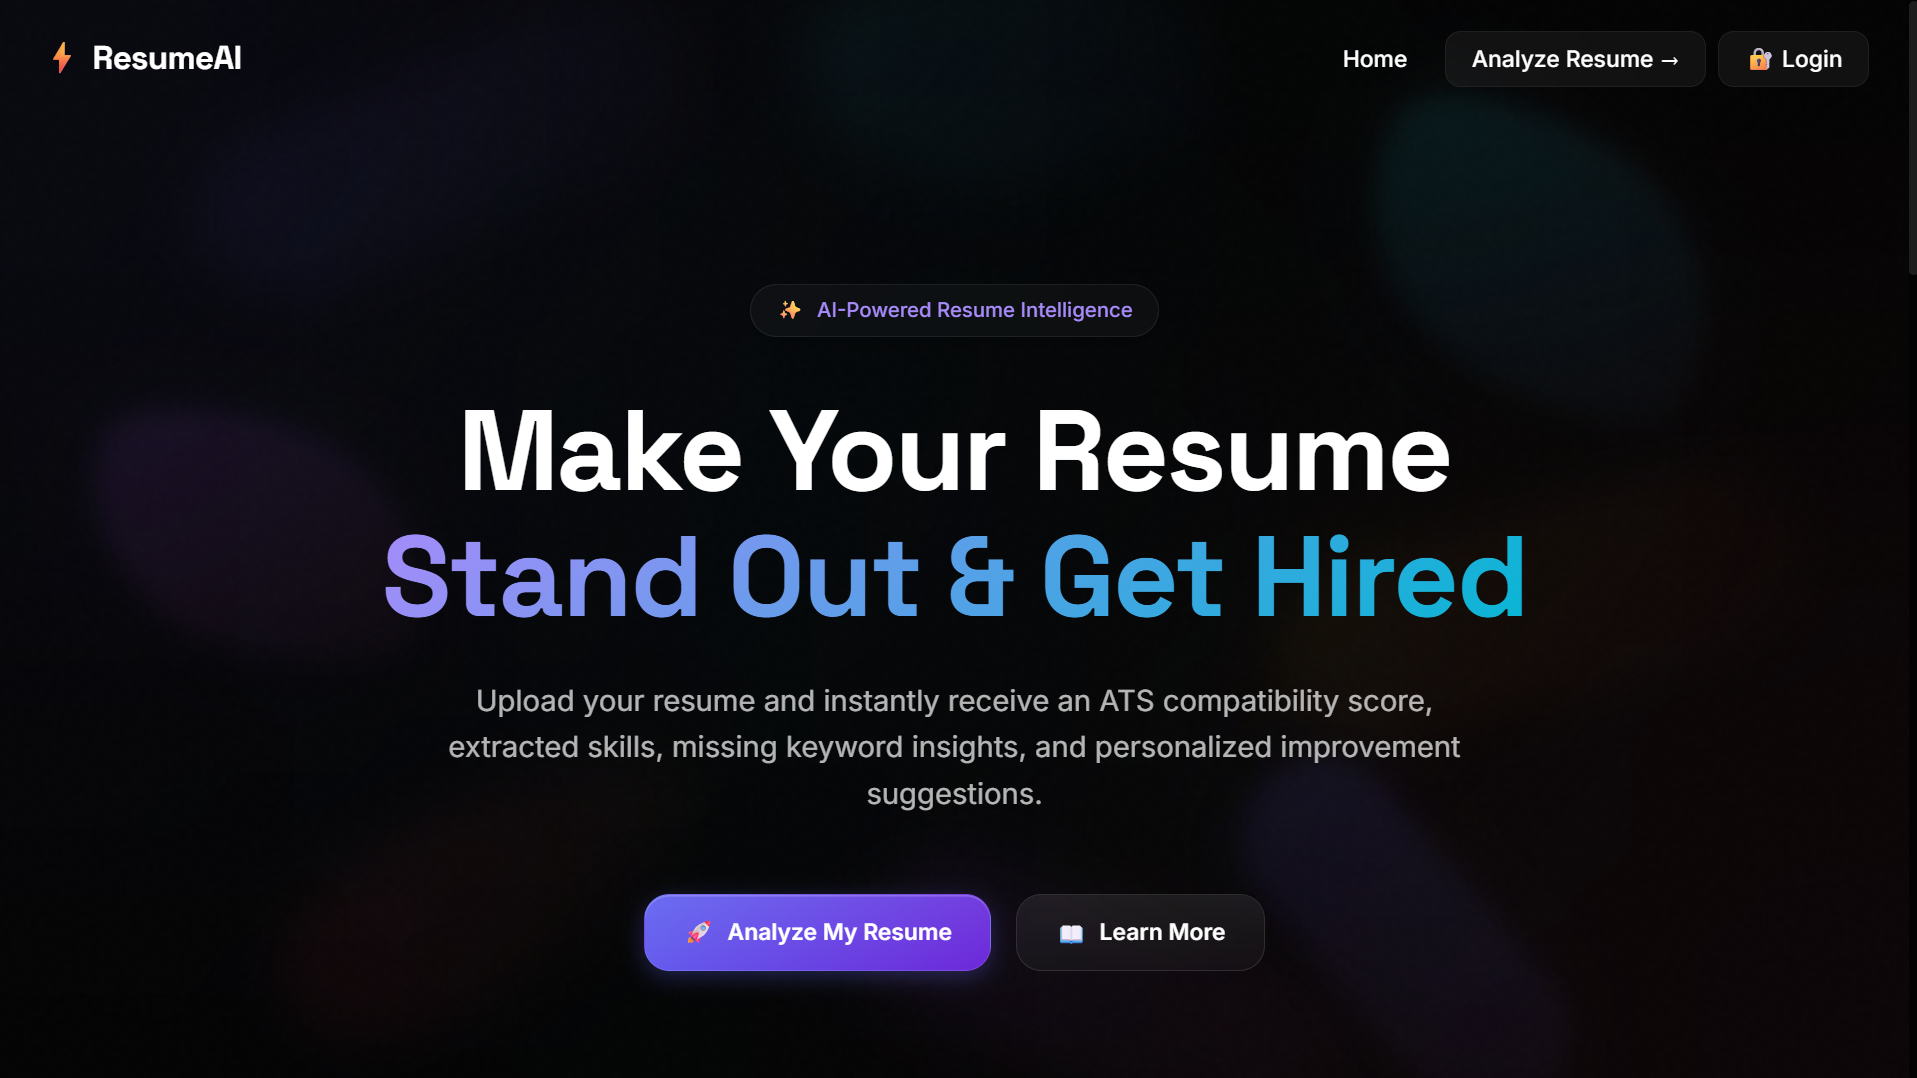 ResumeAI
Home
Analyze Resume →
Login
AI-Powered Resume Intelligence
Make Your Resume
Stand Out & Get Hired
Upload your resume and instantly receive an ATS compatibility score,
extracted skills, missing keyword insights, and personalized improvement
suggestions.
Analyze My Resume
Learn More